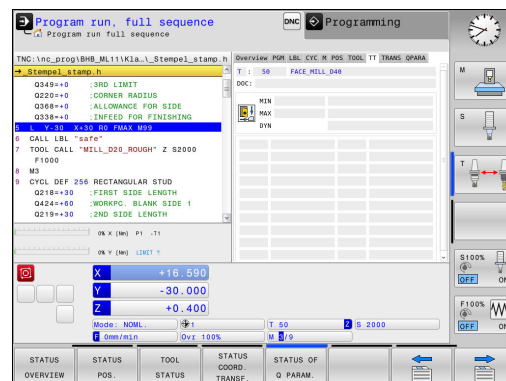 Program run, full sequence
Program run full sequence
DNC
Programming
TNC:\nc_prog\BHB_ML11\Kla…\_Stempel_stamp.h
→_Stempel_stamp.h
Q349=+0 ;3RD LIMIT
Q220=+0 ;CORNER RADIUS
Q368=+0 ;ALLOWANCE FOR SIDE
Q338=+0 ;INFEED FOR FINISHING
5 L Y-30 X+30 R0 FMAX M99
6 CALL LBL "safe"
7 TOOL CALL "MILL_D20_ROUGH" Z S2000
F1000
8 M3
9 CYCL DEF 256 RECTANGULAR STUD
Q218=+30 ;FIRST SIDE LENGTH
Q424=+60 ;WORKPC. BLANK SIDE 1
Q219=+30 ;2ND SIDE LENGTH
Overview PGM LBL CYC M POS TOOL TT TRANS QPARA
T : 50 FACE_MILL_D40
DOC:
MIN
MAX
DYN
0% X [Nm] P1 -T1
0% Y [Nm] LIMIT 1
X +16.590
Y -30.000
Z +0.400
Mode: NOML. 1 T 50 Z S 2000
F 0mm/min Ovr 100% M 3/9
M
S
T
S100%
OFF ON
F100%
OFF ON
STATUS OVERVIEW
STATUS POS.
TOOL STATUS
STATUS COORD. TRANSF.
STATUS OF Q PARAM.